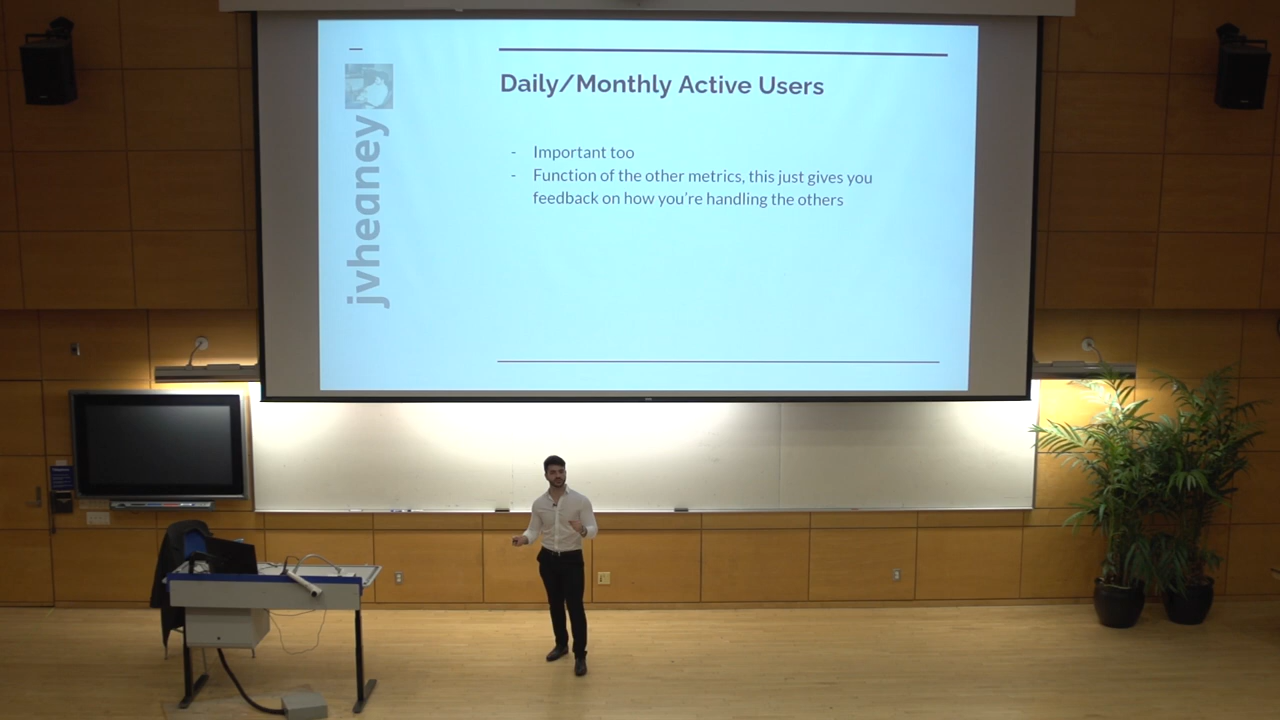 jvheaney
Daily/Monthly Active Users
- Important too
- Function of the other metrics, this just gives you
feedback on how you're handling the others